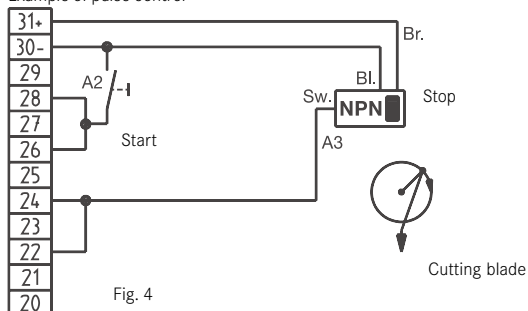 Example of pulse control
31+
30-
29
28
27
26
25
24
23
22
21
20
A2
Start
Br.
Bl.
Sw.
NPN
Stop
A3
Cutting blade
Fig. 4